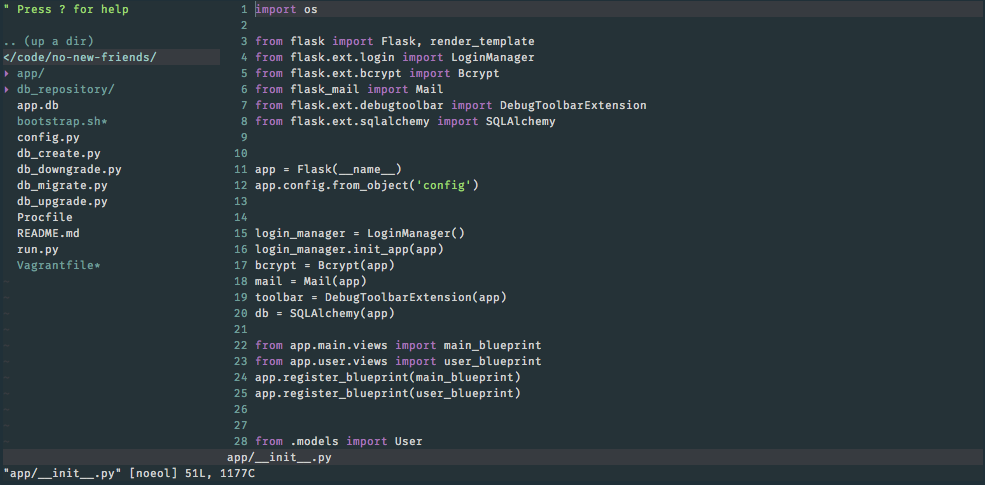 " Press ? for help
.. (up a dir)
</code/no-new-friends/
▸ app/
▸ db_repository/
app.db
bootstrap.sh*
config.py
db_create.py
db_downgrade.py
db_migrate.py
db_upgrade.py
Procfile
README.md
run.py
Vagrantfile*
1 import os
2
3 from flask import Flask, render_template
4 from flask.ext.login import LoginManager
5 from flask.ext.bcrypt import Bcrypt
6 from flask_mail import Mail
7 from flask.ext.debugtoolbar import DebugToolbarExtension
8 from flask.ext.sqlalchemy import SQLAlchemy
9
10
11 app = Flask(__name__)
12 app.config.from_object('config')
13
14
15 login_manager = LoginManager()
16 login_manager.init_app(app)
17 bcrypt = Bcrypt(app)
18 mail = Mail(app)
19 toolbar = DebugToolbarExtension(app)
20 db = SQLAlchemy(app)
21
22 from app.main.views import main_blueprint
23 from app.user.views import user_blueprint
24 app.register_blueprint(main_blueprint)
25 app.register_blueprint(user_blueprint)
26
27
28 from .models import User
app/__init__.py
"app/__init__.py" [noeol] 51L, 1177C